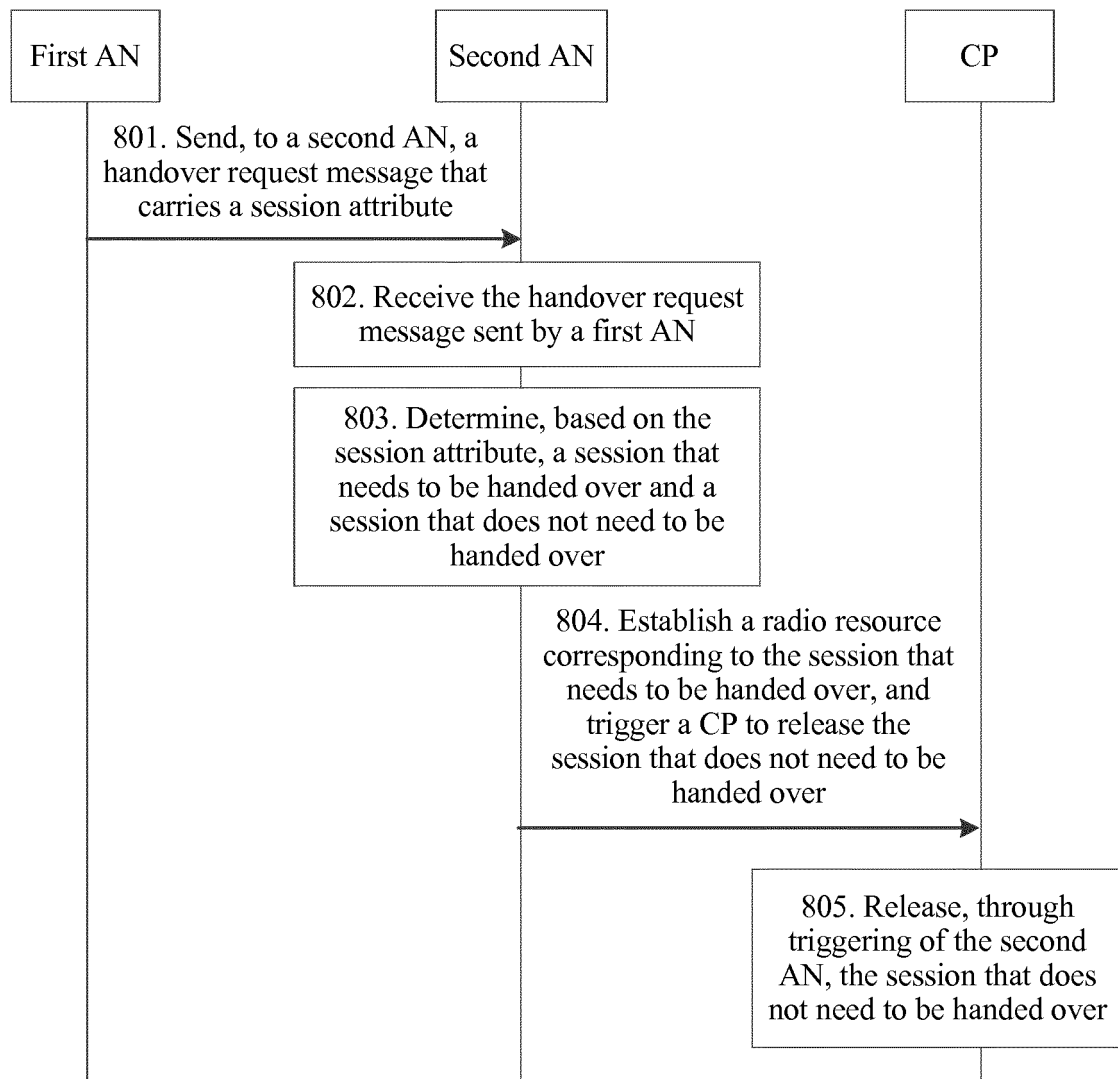 First AN
Second AN
CP
801. Send, to a second AN, a
handover request message that
carries a session attribute
802. Receive the handover request
message sent by a first AN
803. Determine, based on the
session attribute, a session that
needs to be handed over and a
session that does not need to be
handed over
804. Establish a radio resource
corresponding to the session that
needs to be handed over, and
trigger a CP to release the
session that does not need to be
handed over
805. Release, through
triggering of the second
AN, the session that does
not need to be handed over